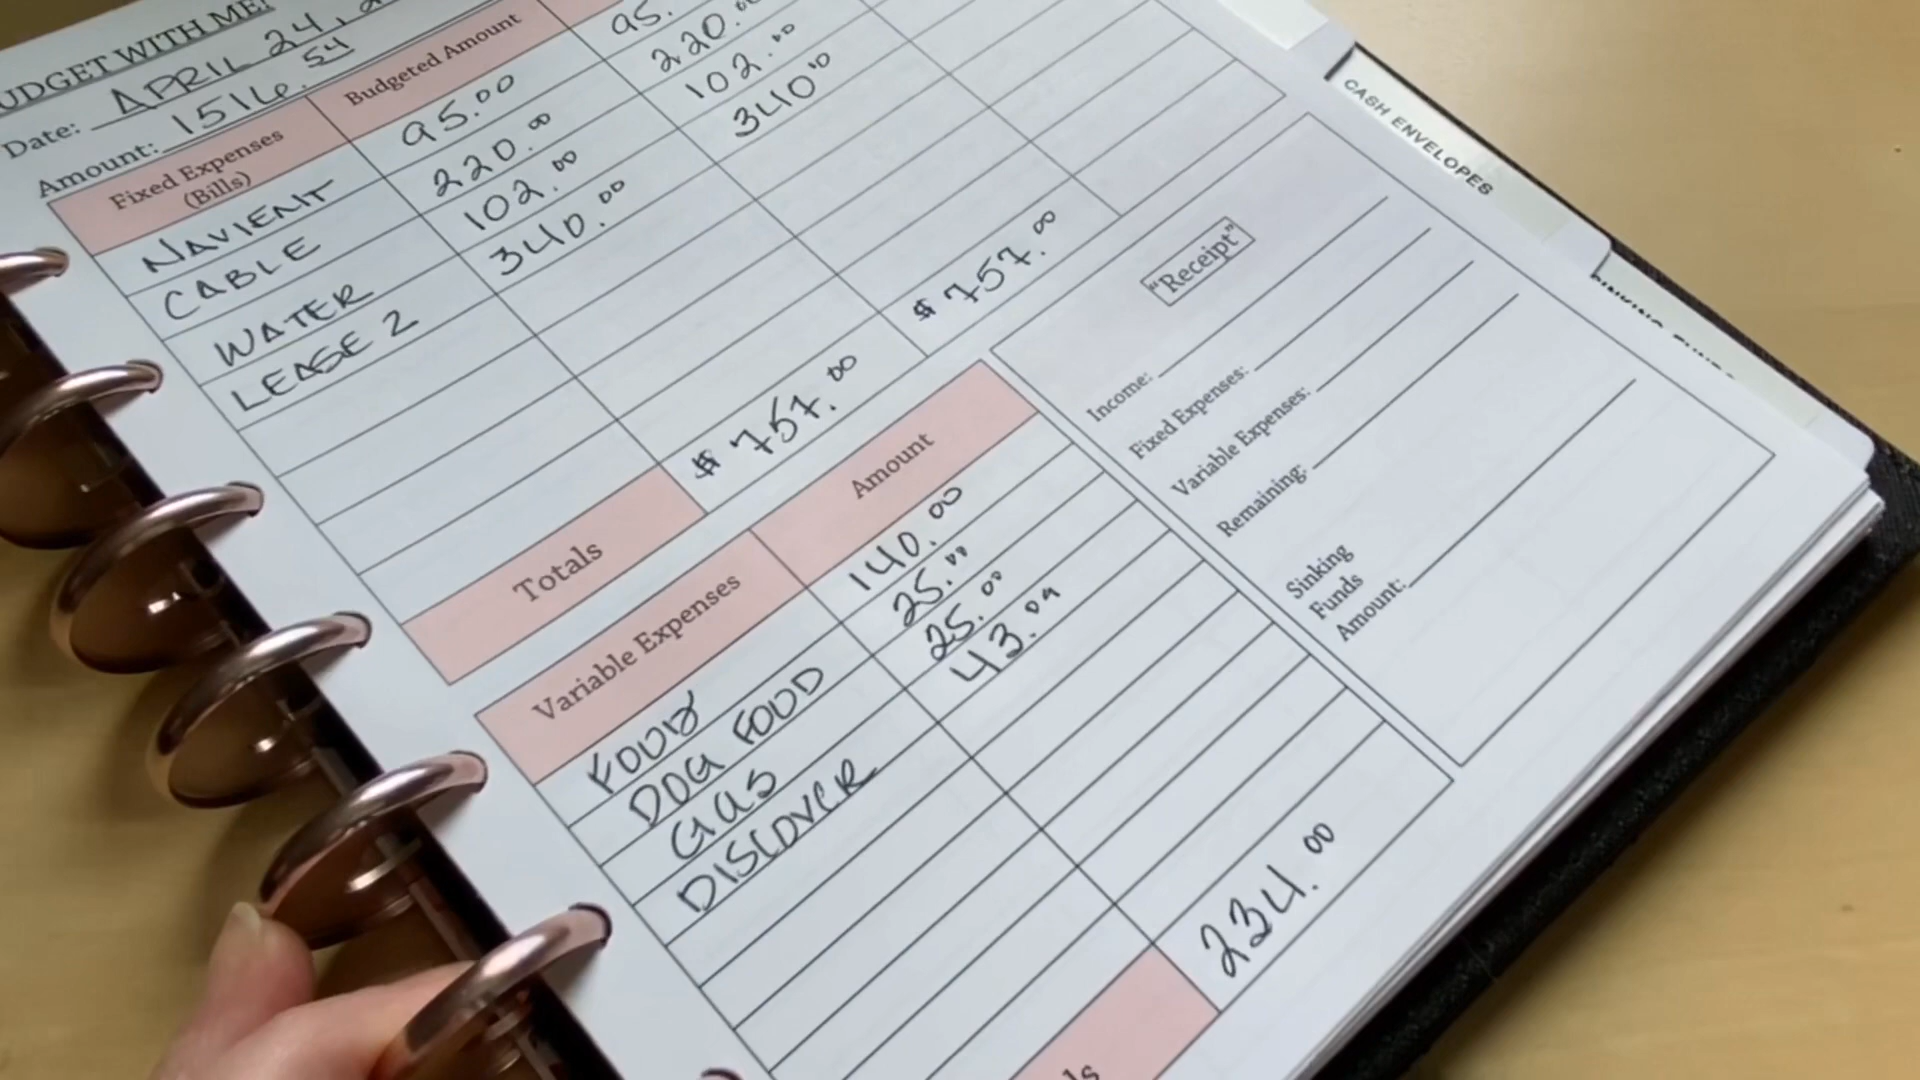 UDGET WITH ME!
Date: APRIL 24,
Amount: 1516.54
Fixed Expenses (Bills) Budgeted Amount
NAVIENT 95.00 95.
CABLE 220.00 220.00
WATER 102.00 102.00
LEASE 2 340.00 340.00
Totals $ 757.00 $ 757.00
Variable Expenses Amount
FOOD 140.00
DOG FOOD 25.00
GAS 25.00
DISCOVER 43.09
ls 234.00
"Receipt"
Income:
Fixed Expenses:
Variable Expenses:
Remaining:
Sinking
Funds
Amount:
CASH ENVELOPES